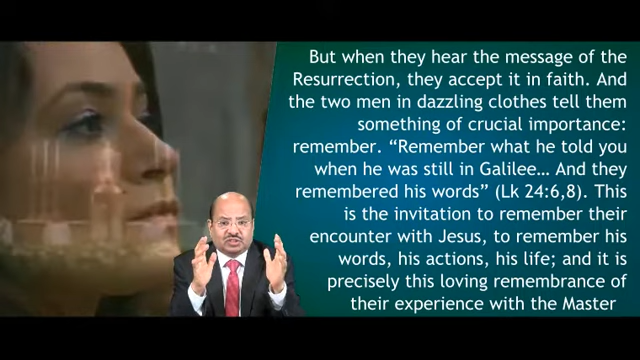 But when they hear the message of the
Resurrection, they accept it in faith. And
the two men in dazzling clothes tell them
something of crucial importance:
remember. “Remember what he told you
when he was still in Galilee… And they
remembered his words” (Lk 24:6,8). This
is the invitation to remember their
encounter with Jesus, to remember his
words, his actions, his life; and it is
precisely this loving remembrance of
their experience with the Master